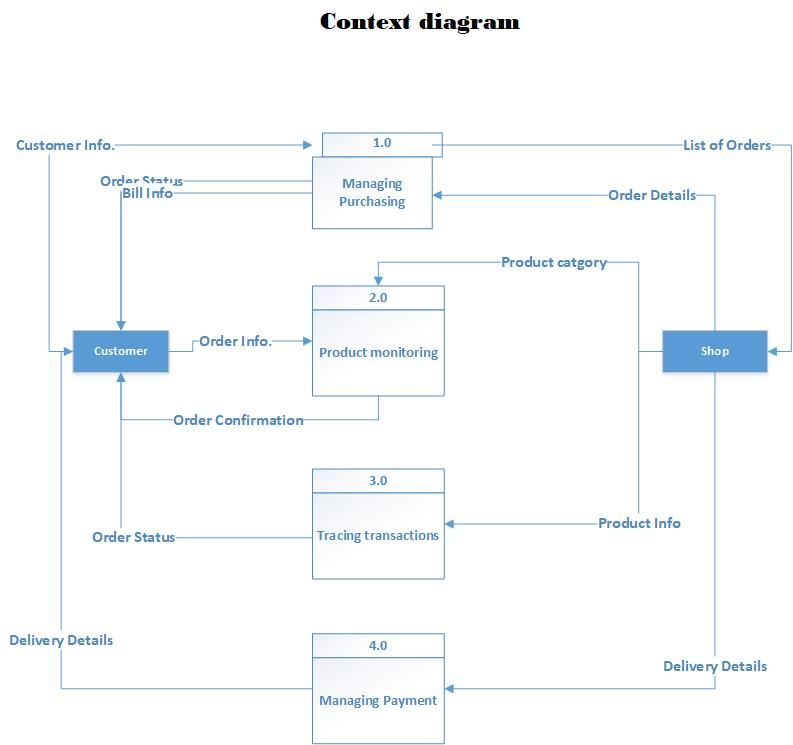 Context diagram
Customer Info.
1.0
List of Orders
Order Status
Bill Info
Managing
Purchasing
Order Details
Product catgory
2.0
Customer
Order Info.
Product monitoring
Shop
Order Confirmation
3.0
Product Info
Order Status
Tracing transactions
Delivery Details
4.0
Delivery Details
Managing Payment